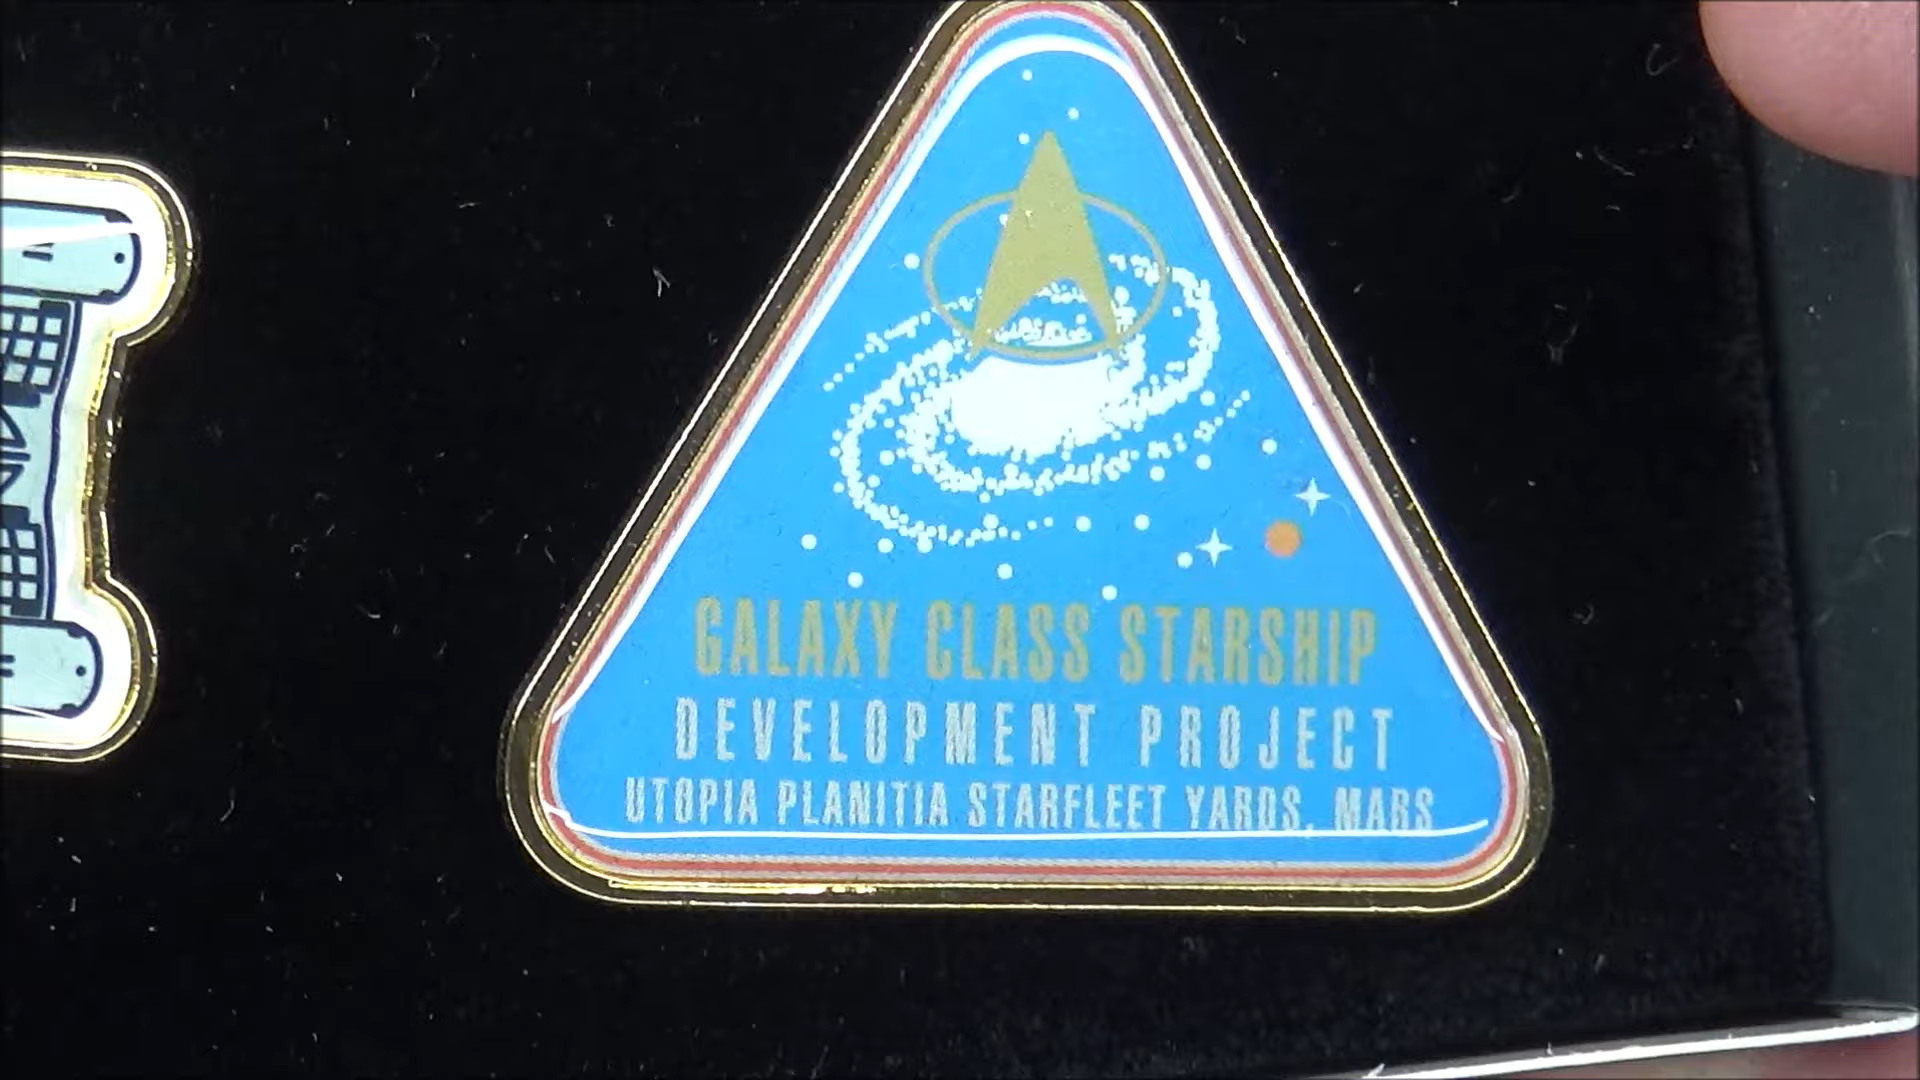 GALAXY CLASS STARSHIP
DEVELOPMENT PROJECT
UTOPIA PLANITIA STARFLEET YARDS, MARS